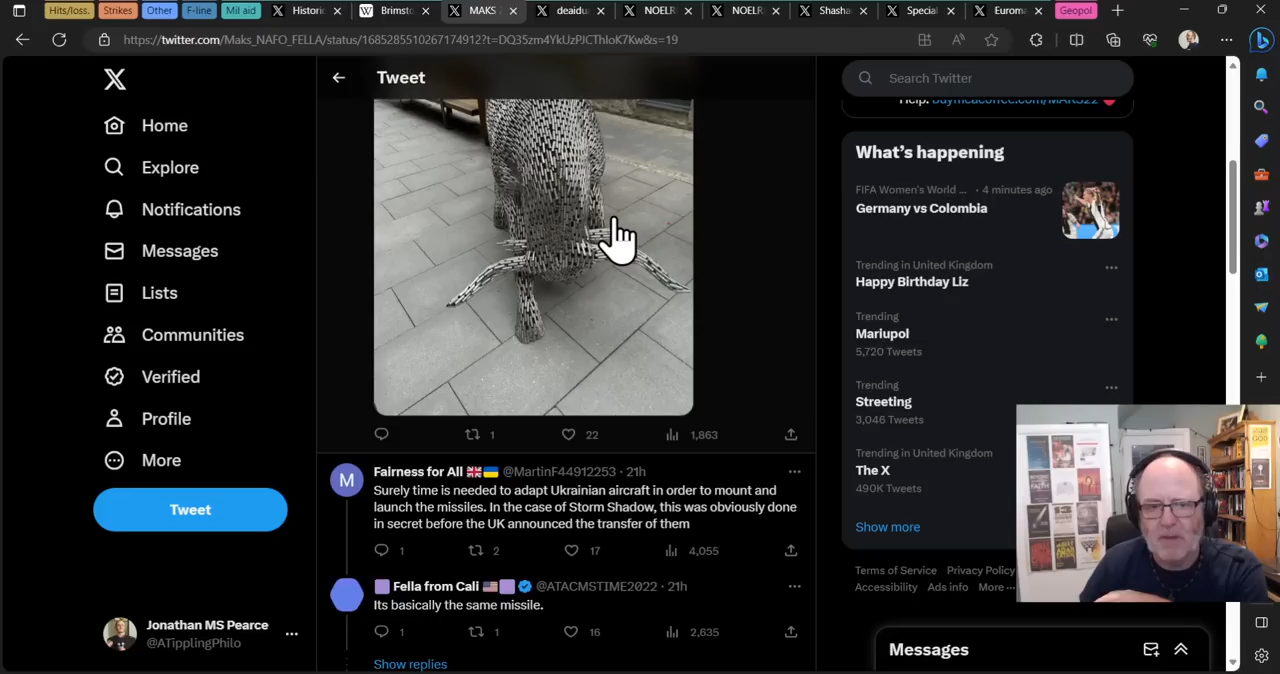 Hits/loss.
Strikes
Other
F-line
Mil aid
Historic
Brimsto
MAKS
deaidu
NOELR
NOELR
Shasha
Special
Eurom
Geopol
https://twitter.com/Maks_NAFO_FELLA/status/1685285510267174912?t=DQ35zm4YkUzPJCThIoK7Kw&s=19
X
Home
Explore
Notifications
Messages
Lists
Communities
Verified
Profile
More
Tweet
Jonathan MS Pearce
@ATipplingPhilo
Tweet
1 22 1,863
Fairness for All @MartinF44912253 · 21h
Surely time is needed to adapt Ukrainian aircraft in order to mount and
launch the missiles. In the case of Storm Shadow, this was obviously done
in secret before the UK announced the transfer of them
1 2 17 4,055
Fella from Cali @ATACMSTIME2022 · 21h
Its basically the same missile.
1 1 16 2,635
Show replies
Search Twitter
Help: buymeacoffee.com/MAKS22
What's happening
FIFA Women's World ... · 4 minutes ago
Germany vs Colombia
Trending in United Kingdom
Happy Birthday Liz
Trending
Mariupol
5,720 Tweets
Trending
Streeting
3,046 Tweets
Trending in United Kingdom
The X
490K Tweets
Show more
Terms of Service Privacy Policy
Accessibility Ads info More ...
Messages